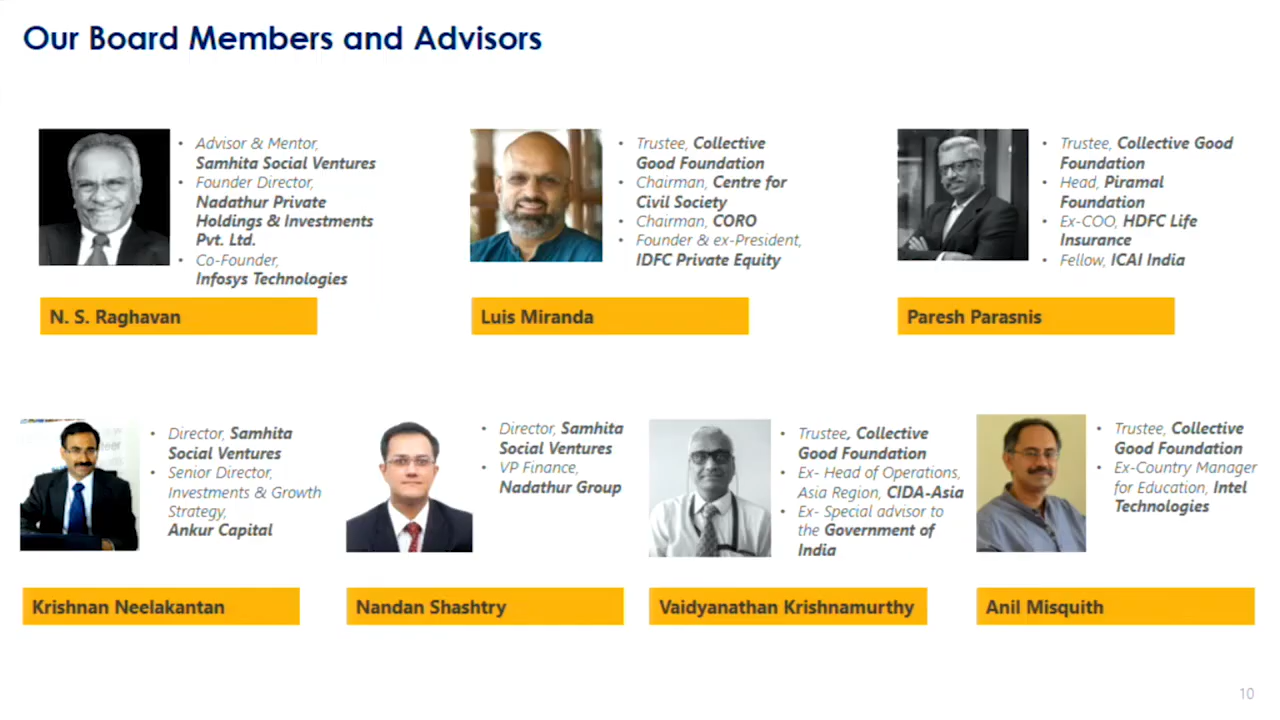 Our Board Members and Advisors
• Advisor & Mentor,
Samhita Social Ventures
• Founder Director,
Nadathur Private
Holdings & Investments
Pvt. Ltd.
• Co-Founder,
Infosys Technologies
N. S. Raghavan
• Trustee, Collective
Good Foundation
• Chairman, Centre for
Civil Society
• Chairman, CORO
• Founder & ex-President,
IDFC Private Equity
Luis Miranda
• Trustee, Collective Good
Foundation
• Head, Piramal
Foundation
• Ex-COO, HDFC Life
Insurance
• Fellow, ICAI India
Paresh Parasnis
• Director, Samhita
Social Ventures
• Senior Director,
Investments & Growth
Strategy,
Ankur Capital
Krishnan Neelakantan
• Director, Samhita
Social Ventures
• VP Finance,
Nadathur Group
Nandan Shashtry
• Trustee, Collective
Good Foundation
• Ex- Head of Operations,
Asia Region, CIDA-Asia
• Ex- Special advisor to
the Government of
India
Vaidyanathan Krishnamurthy
• Trustee, Collective
Good Foundation
• Ex-Country Manager
for Education, Intel
Technologies
Anil Misquith
10